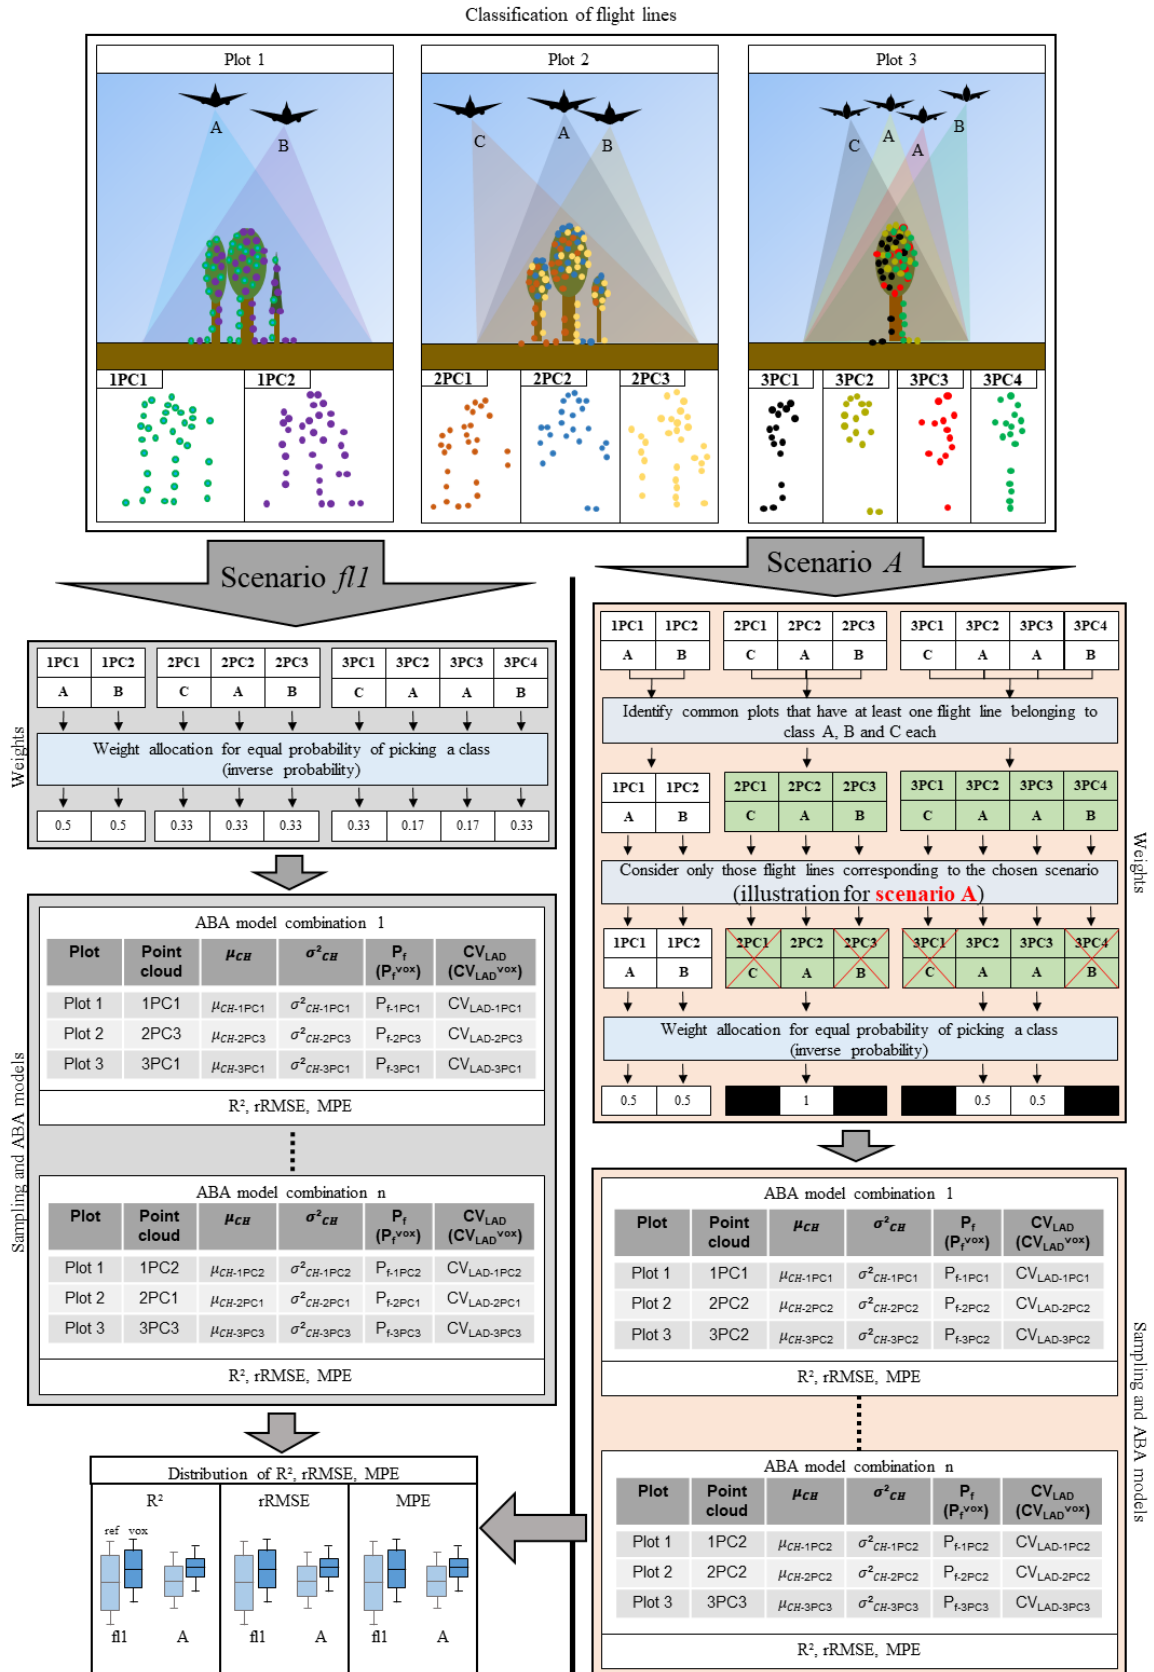 Classification of flight lines
Plot 1
Plot 2
Plot 3
A
B
C
A
B
C
A
A
B
1PC1
1PC2
2PC1
2PC2
2PC3
3PC1
3PC2
3PC3
3PC4
Scenario fl1
Scenario A
Weights
1PC1 1PC2 2PC1 2PC2 2PC3 3PC1 3PC2 3PC3 3PC4
A B C A B C A A B
Weight allocation for equal probability of picking a class
(inverse probability)
0.5 0.5 0.33 0.33 0.33 0.33 0.17 0.17 0.33
Sampling and ABA models
ABA model combination 1
Plot Point cloud μCH σ²CH Pf (Pf^vox) CVLAD (CVLAD^vox)
Plot 1 1PC1 μCH-1PC1 σ²CH-1PC1 Pf-1PC1 CVLAD-1PC1
Plot 2 2PC3 μCH-2PC3 σ²CH-2PC3 Pf-2PC3 CVLAD-2PC3
Plot 3 3PC1 μCH-3PC1 σ²CH-3PC1 Pf-3PC1 CVLAD-3PC1
R², rRMSE, MPE
ABA model combination n
Plot Point cloud μCH σ²CH Pf (Pf^vox) CVLAD (CVLAD^vox)
Plot 1 1PC2 μCH-1PC2 σ²CH-1PC2 Pf-1PC2 CVLAD-1PC2
Plot 2 2PC1 μCH-2PC1 σ²CH-2PC1 Pf-2PC1 CVLAD-2PC1
Plot 3 3PC3 μCH-3PC3 σ²CH-3PC3 Pf-3PC3 CVLAD-3PC3
R², rRMSE, MPE
Weights
1PC1 1PC2 2PC1 2PC2 2PC3 3PC1 3PC2 3PC3 3PC4
A B C A B C A A B
Identify common plots that have at least one flight line belonging to
class A, B and C each
1PC1 1PC2 2PC1 2PC2 2PC3 3PC1 3PC2 3PC3 3PC4
A B C A B C A A B
Consider only those flight lines corresponding to the chosen scenario
(illustration for scenario A)
1PC1 1PC2 2PC1 2PC2 2PC3 3PC1 3PC2 3PC3 3PC4
A B C A B C A A B
Weight allocation for equal probability of picking a class
(inverse probability)
0.5 0.5 1 0.5 0.5
Sampling and ABA models
ABA model combination 1
Plot Point cloud μCH σ²CH Pf (Pf^vox) CVLAD (CVLAD^vox)
Plot 1 1PC1 μCH-1PC1 σ²CH-1PC1 Pf-1PC1 CVLAD-1PC1
Plot 2 2PC2 μCH-2PC2 σ²CH-2PC2 Pf-2PC2 CVLAD-2PC2
Plot 3 3PC2 μCH-3PC2 σ²CH-3PC2 Pf-3PC2 CVLAD-3PC2
R², rRMSE, MPE
ABA model combination n
Plot Point cloud μCH σ²CH Pf (Pf^vox) CVLAD (CVLAD^vox)
Plot 1 1PC2 μCH-1PC2 σ²CH-1PC2 Pf-1PC2 CVLAD-1PC2
Plot 2 2PC2 μCH-2PC2 σ²CH-2PC2 Pf-2PC2 CVLAD-2PC2
Plot 3 3PC3 μCH-3PC3 σ²CH-3PC3 Pf-3PC3 CVLAD-3PC3
R², rRMSE, MPE
Distribution of R², rRMSE, MPE
R² rRMSE MPE
ref vox
fl1 A fl1 A fl1 A